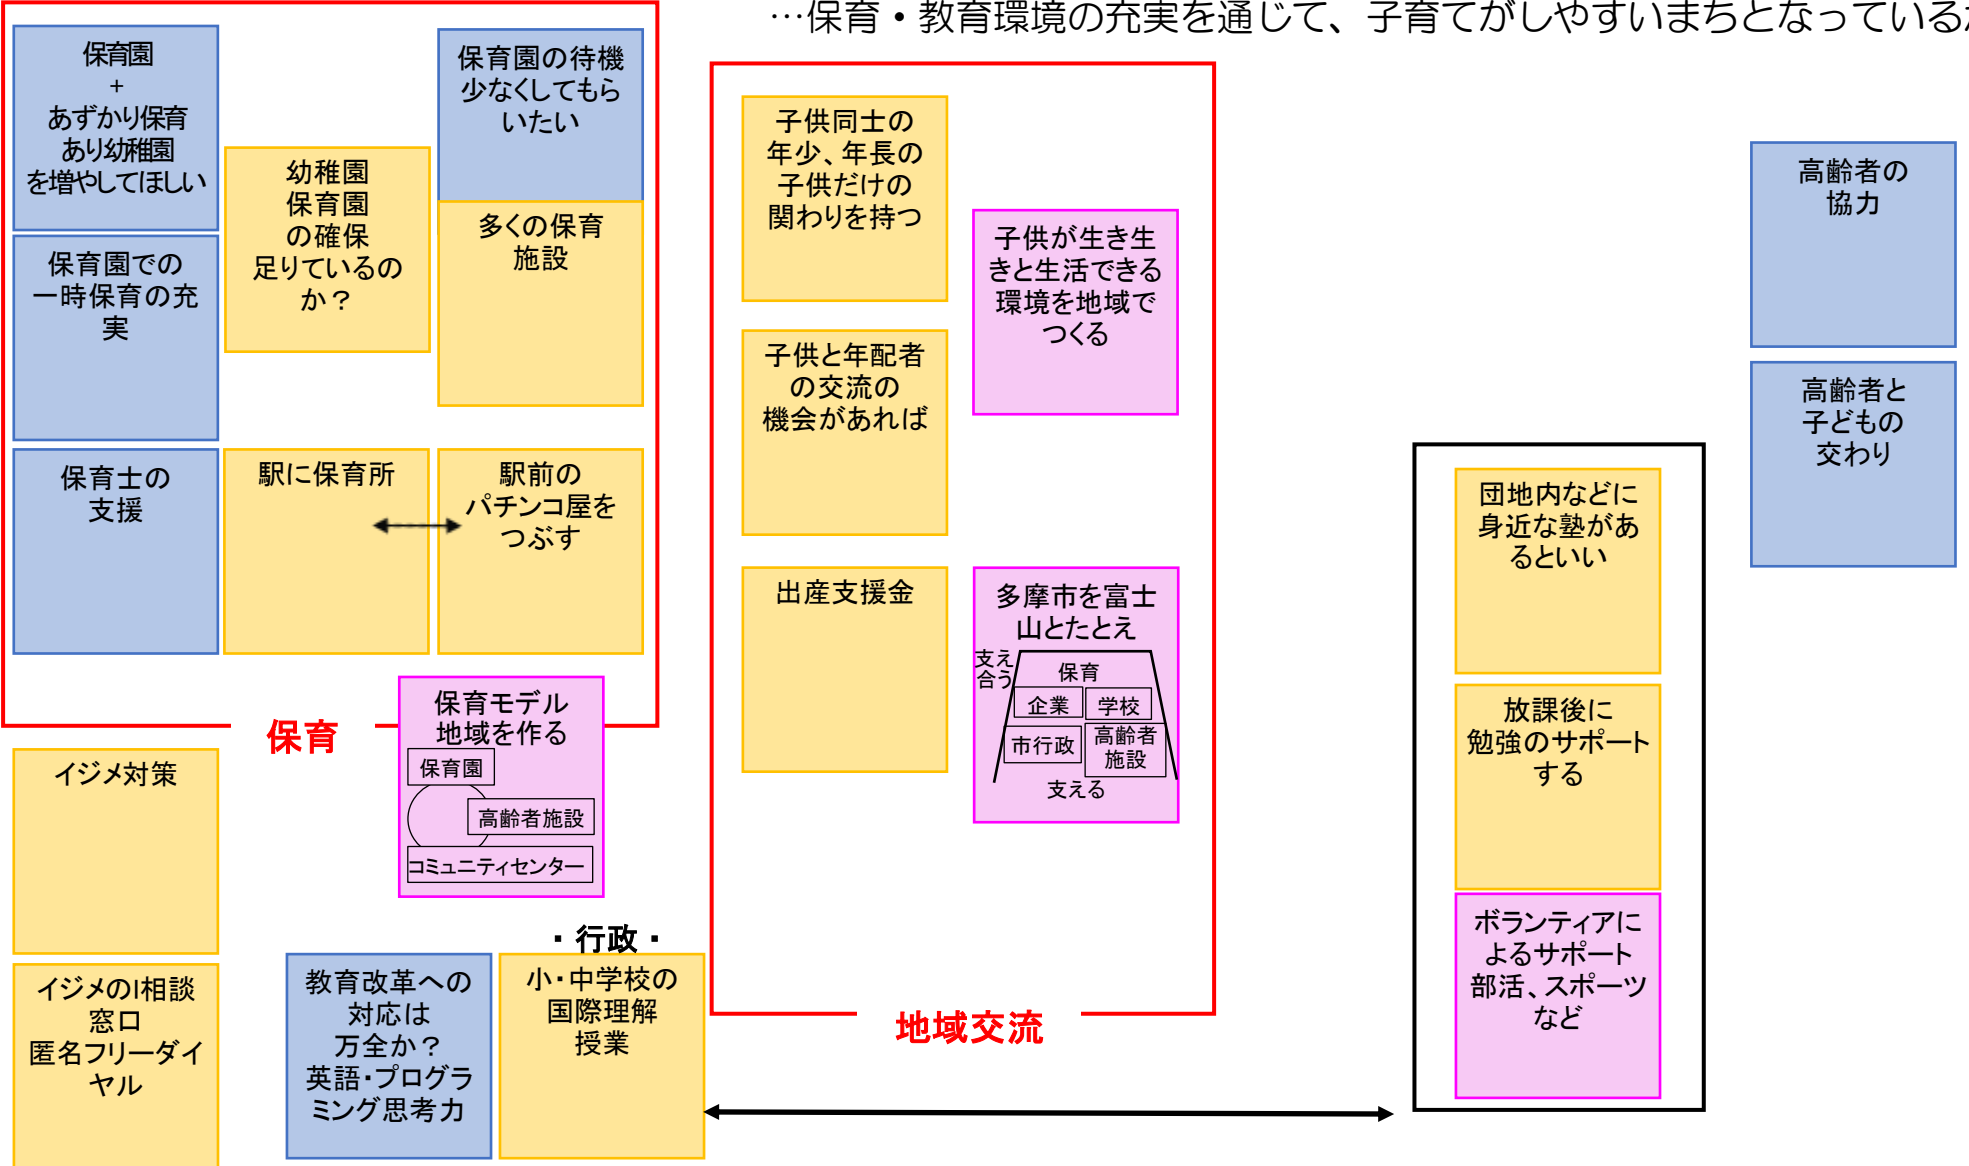 …保育・教育環境の充実を通じて、子育てがしやすいまちとなっている
保育園
+
あずかり保育
あり幼稚園
を増やしてほしい
幼稚園
保育園
の確保
足りているの
か？
保育園の待機
少なくしてもら
いたい
多くの保育
施設
保育園での
一時保育の充
実
保育士の
支援
駅に保育所
駅前の
パチンコ屋を
つぶす
保育
保育モデル
地域を作る
保育園
高齢者施設
コミュニティセンター
イジメ対策
イジメのI相談
窓口
匿名フリーダイ
ヤル
・行政・
教育改革への
対応は
万全か？
英語・プログラ
ミング思考力
小・中学校の
国際理解
授業
子供同士の
年少、年長の
子供だけの
関わりを持つ
子供が生き生
きと生活できる
環境を地域で
つくる
子供と年配者
の交流の
機会があれば
出産支援金
多摩市を富士
山とたとえ
支え
合う
保育
企業
学校
市行政
高齢者
施設
支える
地域交流
団地内などに
身近な塾があ
るといい
放課後に
勉強のサポート
する
ボランティアに
よるサポート
部活、スポーツ
など
高齢者の
協力
高齢者と
子どもの
交わり